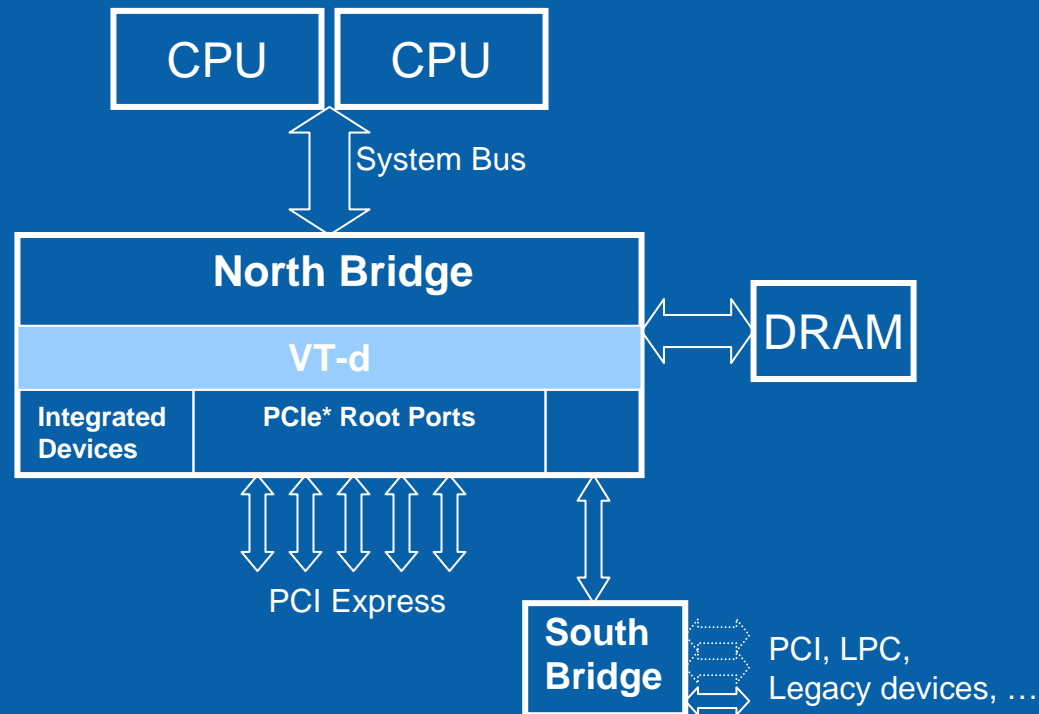 CPU CPU
System Bus
North Bridge
VT-d
DRAM
Integrated
Devices
PCIe* Root Ports
PCI Express
South
Bridge
PCI, LPC,
Legacy devices, …